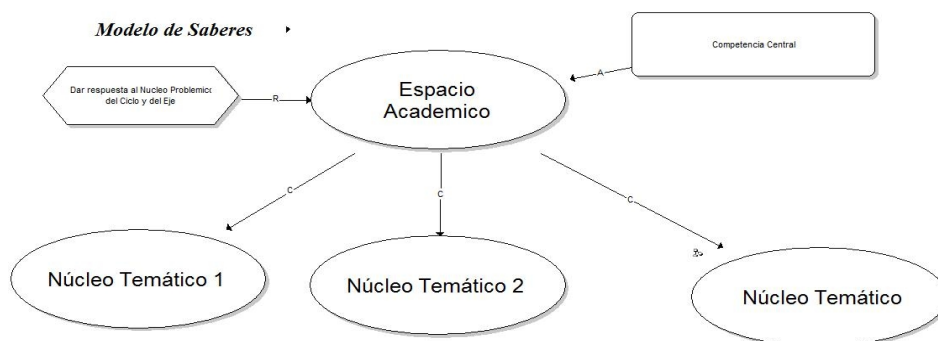 Modelo de Saberes
Competencia Central
Dar respuesta al Nucleo Problemico
del Ciclo y del Eje
R
Espacio
Academico
A
C
C
C
Núcleo Temático 1
Núcleo Temático 2
Núcleo Temático